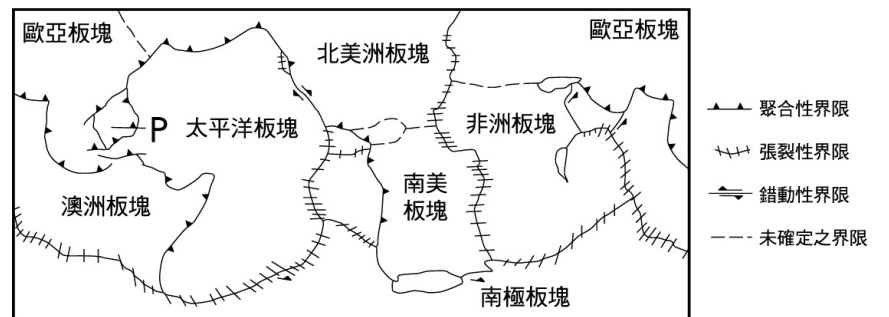 歐亞板塊
北美洲板塊
歐亞板塊
P
太平洋板塊
非洲板塊
澳洲板塊
南美
板塊
南極板塊
聚合性界限
張裂性界限
錯動性界限
未確定之界限